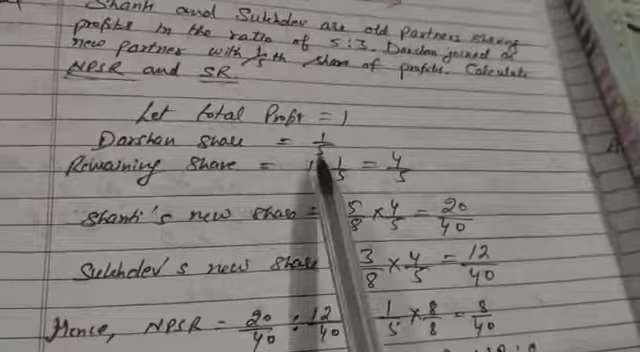 Shanti and Sukhdev are old partners sharing
profits in the ratio of 5:3. Darshan joined as
new partner with 1/5th share of profits. Calculate
NPSR and SR.
Let total Profit = 1
Darshan share = 1/5
Remaining share = 1 1/5 = 4/5
Shanti's new share = 5/8 × 4/5 = 20/40
Sukhdev's new share 3/8 × 4/5 = 12/40
Hence, NPSR = 20/40 : 12/40 1/5 × 8/8 = 8/40